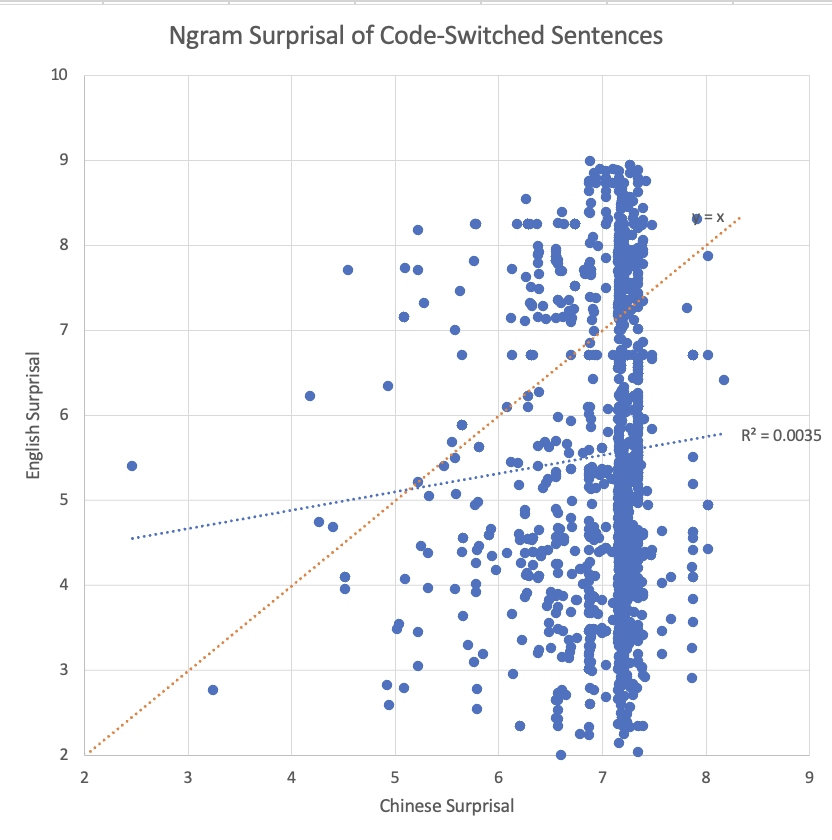 Ngram Surprisal of Code-Switched Sentences
10
9
8
7
6
5
4
3
2
y = x
R² = 0.0035
English Surprisal
2 3 4 5 6 7 8 9
Chinese Surprisal